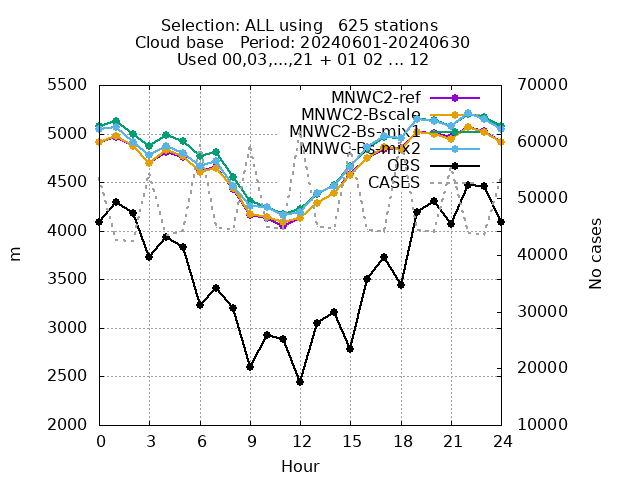 Selection: ALL using   625 stations
Cloud base   Period: 20240601-20240630
Used 00,03,...,21 + 01 02 ... 12
5500
5000
4500
4000
3500
3000
2500
2000
m
70000
60000
50000
40000
30000
20000
10000
No cases
MNWC2-ref
MNWC2-Bscale
MNWC2-Bs-mix1
MNWC-Bs-mix2
OBS
CASES
0 3 6 9 12 15 18 21 24
Hour